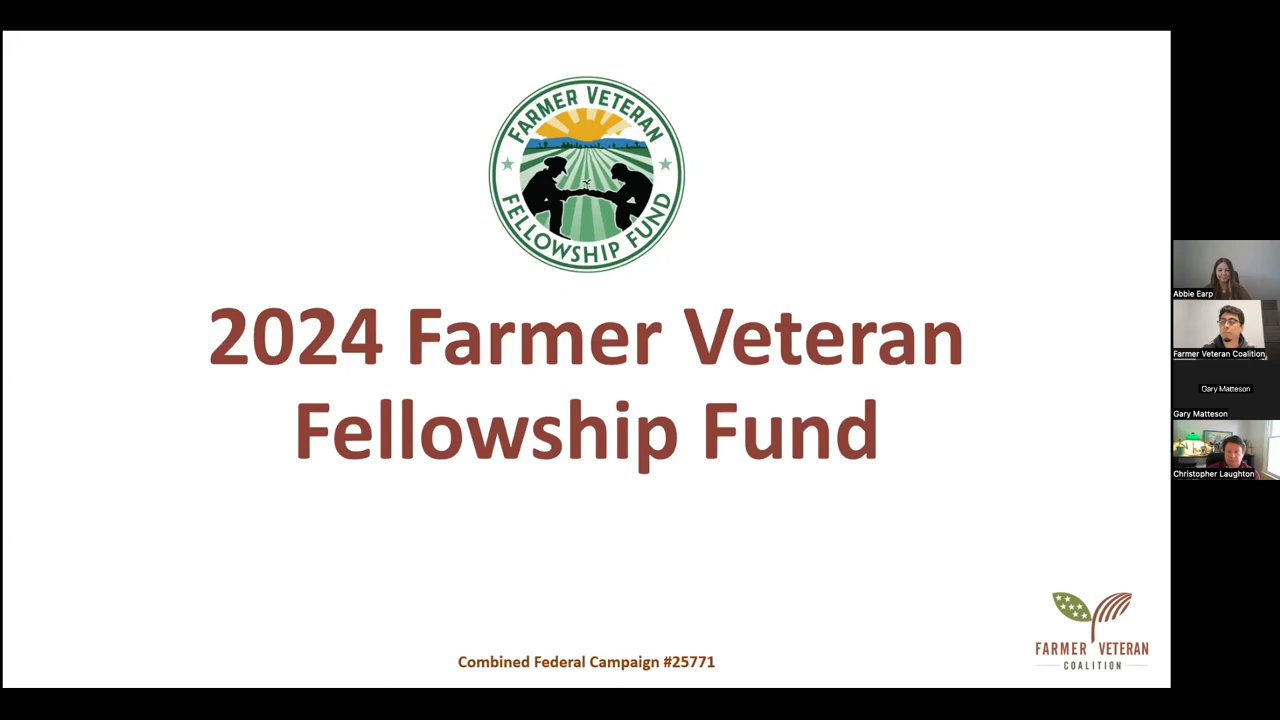 FARMER VETERAN
FELLOWSHIP FUND
2024 Farmer Veteran
Fellowship Fund
Combined Federal Campaign #25771
FARMER VETERAN
COALITION
Abbie Earp
Farmer Veteran Coalition
Gary Matteson
Gary Matteson
Christopher Laughton